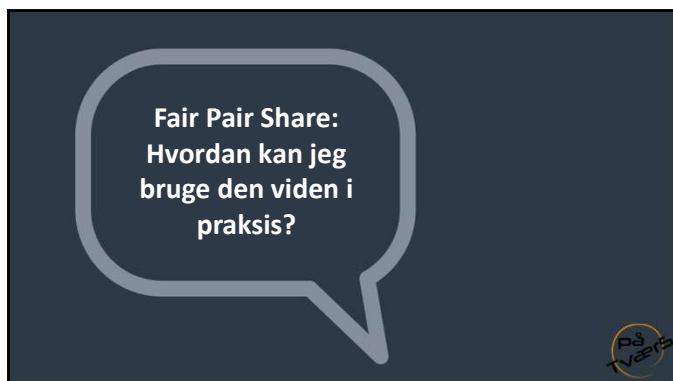 Fair Pair Share:
Hvordan kan jeg
bruge den viden i
praksis?
På
Tværs